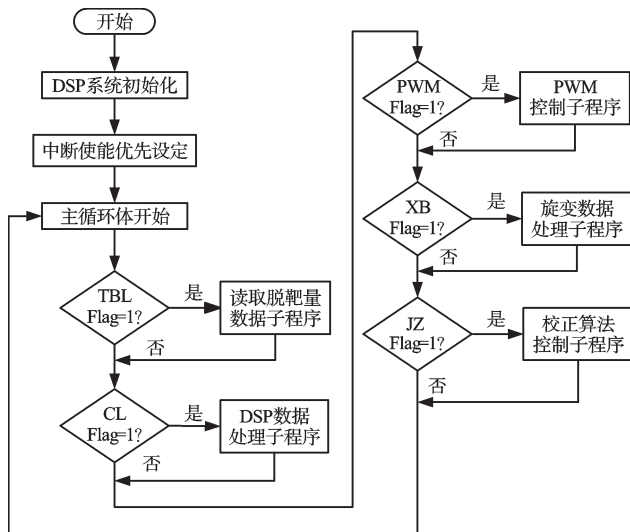 开始
DSP系统初始化
中断使能优先设定
主循环体开始
TBL
Flag=1?
是
读取脱靶量
数据子程序
否
CL
Flag=1?
是
DSP数据
处理子程序
否
PWM
Flag=1?
是
PWM
控制子程序
否
XB
Flag=1?
是
旋变数据
处理子程序
否
JZ
Flag=1?
是
校正算法
控制子程序
否